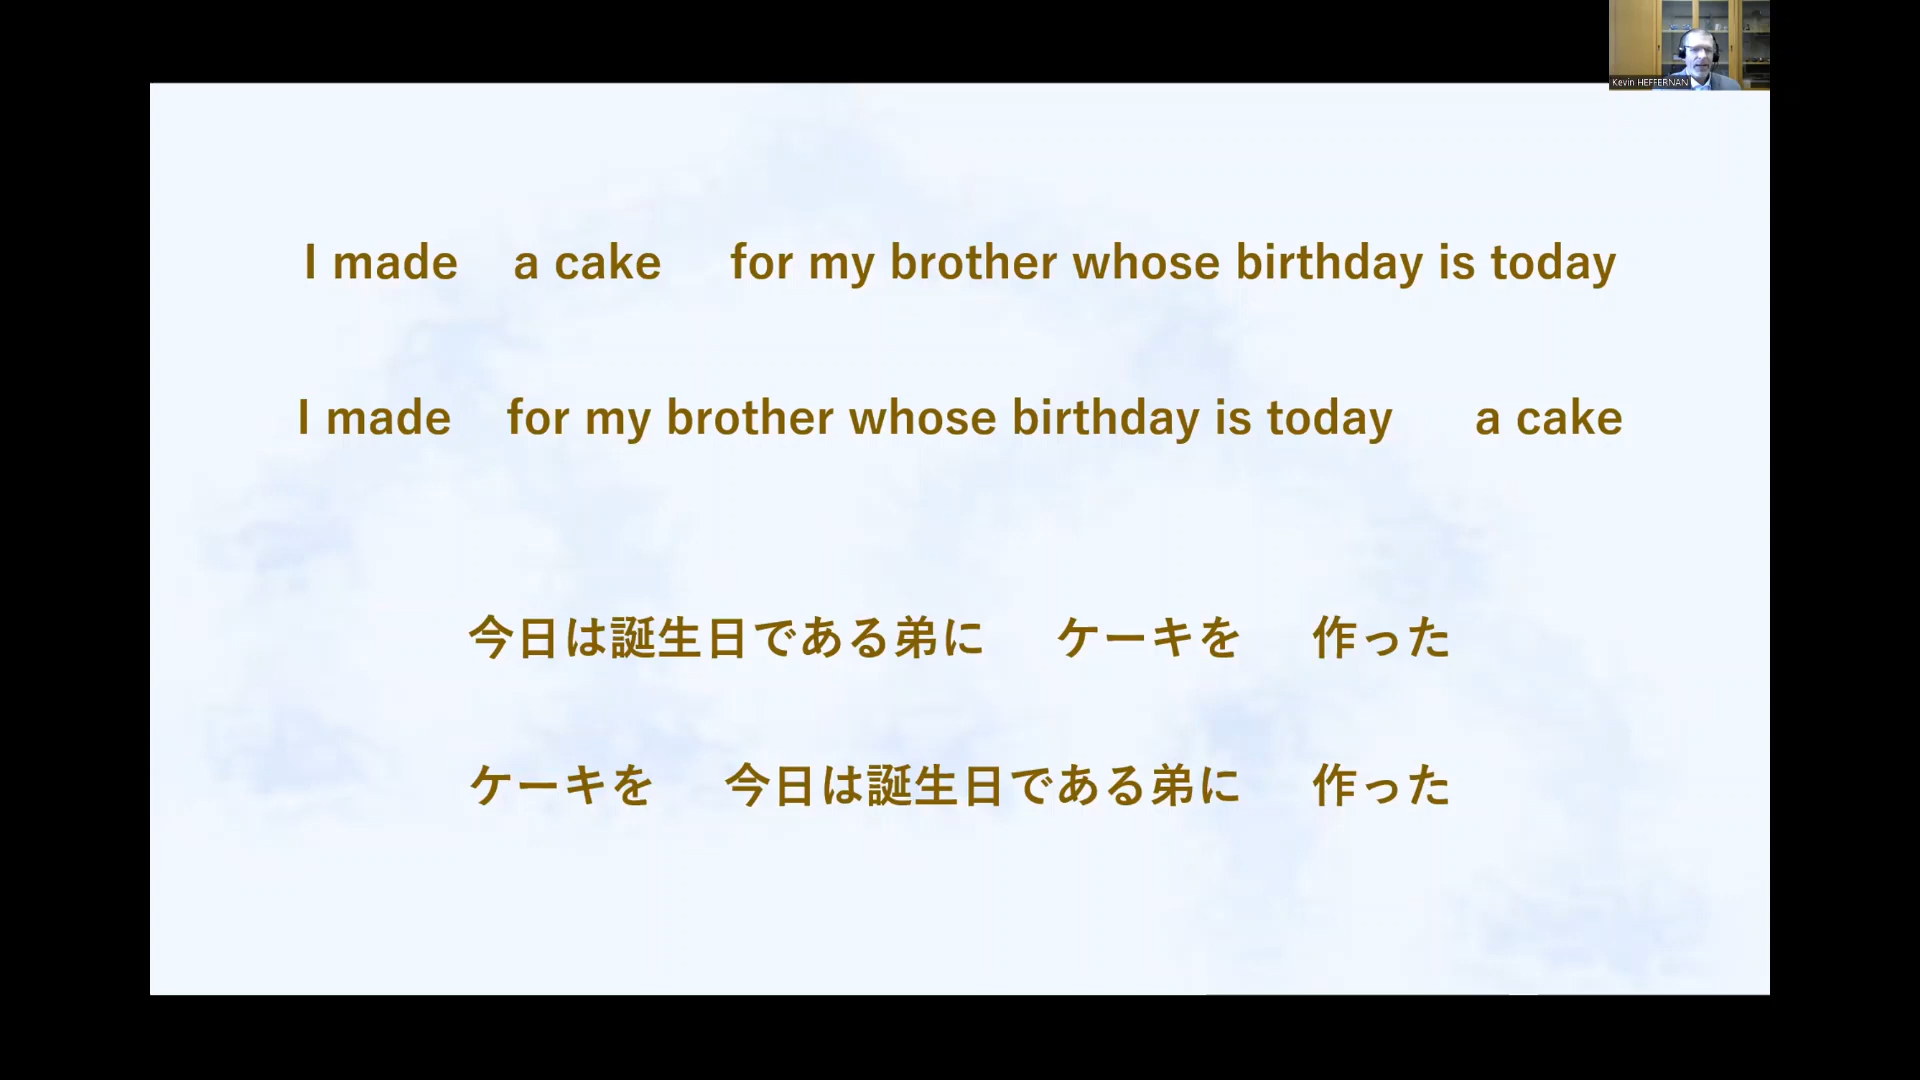 Kevin HEFFERNAN
I made a cake for my brother whose birthday is today
I made for my brother whose birthday is today a cake
今日は誕生日である弟に ケーキを 作った
ケーキを 今日は誕生日である弟に 作った